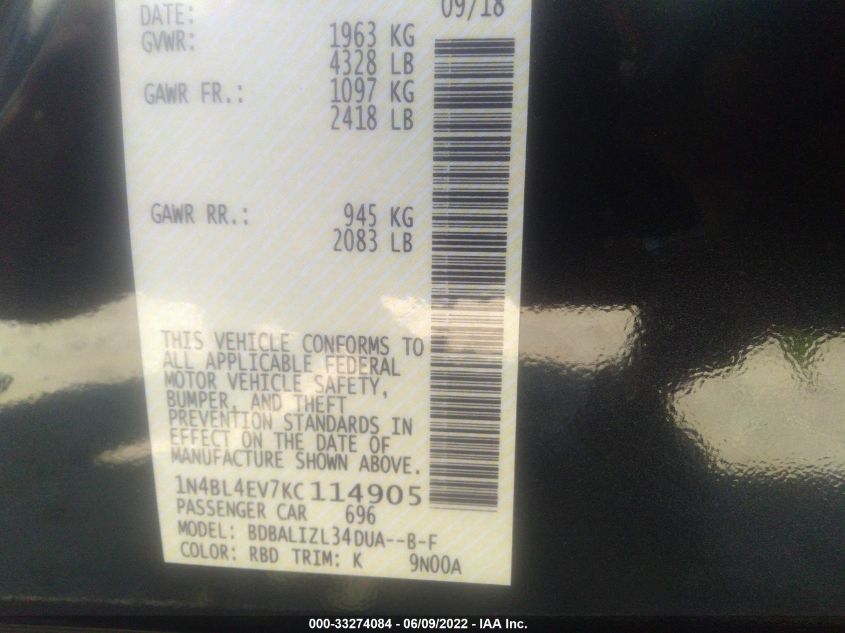 DATE: 09/18
GVWR: 1963 KG
4328 LB
GAWR FR.: 1097 KG
2418 LB
GAWR RR.: 945 KG
2083 LB
THIS VEHICLE CONFORMS TO
ALL APPLICABLE FEDERAL
MOTOR VEHICLE SAFETY,
BUMPER, AND THEFT
PREVENTION STANDARDS IN
EFFECT ON THE DATE OF
MANUFACTURE SHOWN ABOVE.
1N4BL4EV7KC114905
PASSENGER CAR 696
MODEL: BDBALIZL34DUA--B-F
COLOR: RBD TRIM: K 9N00A
000-33274084 - 06/09/2022 - IAA Inc.